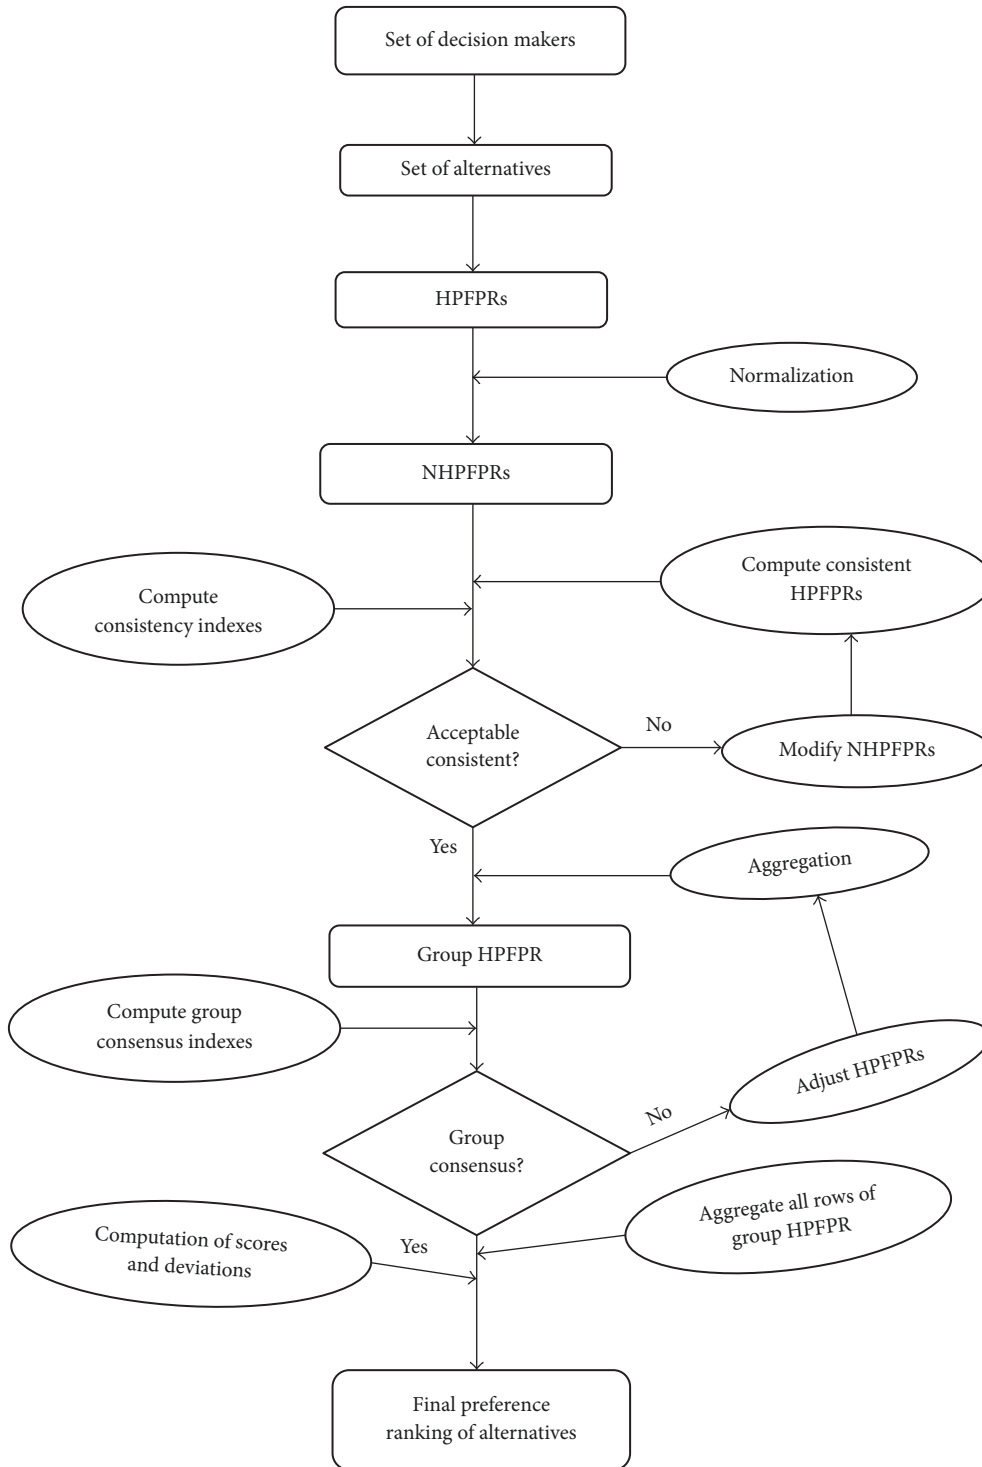 Set of decision makers
Set of alternatives
HPFPRs
Normalization
NHPFPRs
Compute consistent
HPFPRs
Compute
consistency indexes
Acceptable
consistent?
No
Modify NHPFPRs
Yes
Aggregation
Group HPFPR
Compute group
consensus indexes
Adjust HPFPRs
No
Group
consensus?
Aggregate all rows of
group HPFPR
Computation of scores
and deviations
Yes
Final preference
ranking of alternatives